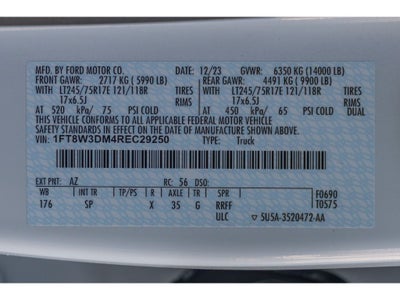 MFD. BY FORD MOTOR CO. 12/23 GVWR: 6350 KG (14000 LB)
FRONT GAWR: 2717 KG (5990 LB) REAR GAWR: 4491 KG (9900 LB)
WITH LT245/75R17E 121/118R TIRES WITH LT245/75R17E 121/118R TIRES
17x6.5J RIMS 17x6.5J RIMS
AT 520 kPa/ 75 PSI COLD AT 450 kPa/ 65 PSI COLD DUAL
THIS VEHICLE CONFORMS TO ALL APPLICABLE FEDERAL MOTOR VEHICLE
SAFETY STANDARDS IN EFFECT ON THE DATE OF MANUFACTURE SHOWN ABOVE.
VIN: 1FT8W3DM4REC29250 TYPE: Truck
EXT PNT: AZ RC: 56 DSO: F0690
WB INT TR TP/PS R AXLE TR SPR T0575
176 SP X 35 G RRFF
ULC 5USA-3520472-AA